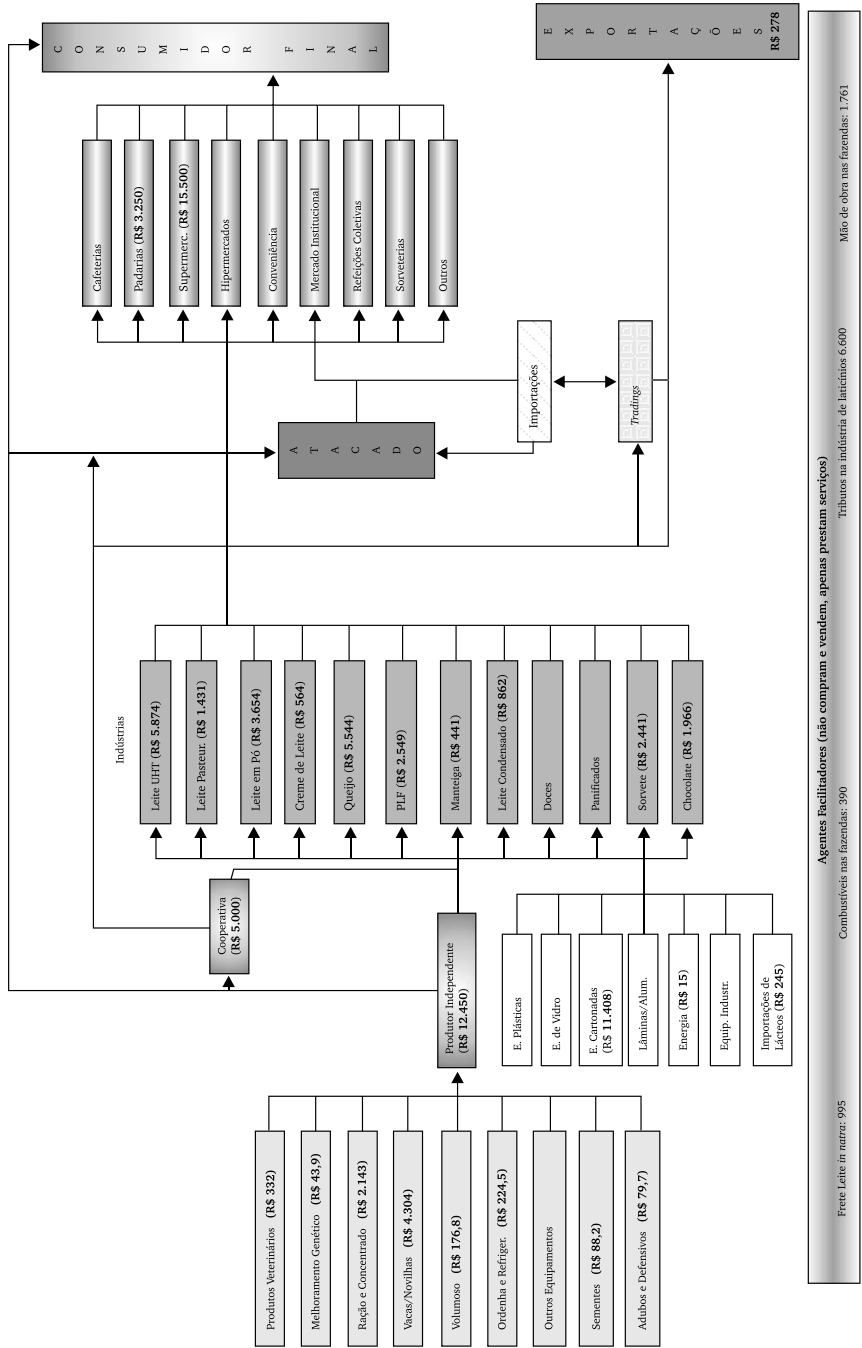 Produtos Veterinários (R$ 332)
Melhoramento Genético (R$ 43,9)
Ração e Concentrado (R$ 2.143)
Vacas/Novilhas (R$ 4.304)
Volumoso (R$ 176,8)
Ordenha e Refriger. (R$ 224,5)
Outros Equipamentos
Sementes (R$ 88,2)
Adubos e Defensivos (R$ 79,7)
Produtor Independente
(R$ 12.450)
Cooperativa
(R$ 5.000)
E. Plásticas
E. de Vidro
E. Cartonadas
(R$ 11.408)
Lâminas/Alum.
Energia (R$ 15)
Equip. Industr.
Importações de
Lácteos (R$ 245)
Indústrias
Leite UHT (R$ 5.874)
Leite Pasteur. (R$ 1.431)
Leite em Pó (R$ 3.654)
Creme de Leite (R$ 564)
Queijo (R$ 5.544)
PLF (R$ 2.549)
Manteiga (R$ 441)
Leite Condensado (R$ 862)
Doces
Panificados
Sorvete (R$ 2.441)
Chocolate (R$ 1.966)
ATACADO
Importações
Tradings
Cafeterias
Padarias (R$ 3.250)
Supermerc. (R$ 15.500)
Hipermercados
Conveniência
Mercado Institucional
Refeições Coletivas
Sorveterias
Outros
CONSUMIDOR FINAL
EXPORTAÇÕES
R$ 278
Agentes Facilitadores (não compram e vendem, apenas prestam serviços)
Frete Leite in natra: 995 Combustíveis nas fazendas: 390 Tributos na indústria de laticínios 6.600 Mão de obra nas fazendas: 1.761